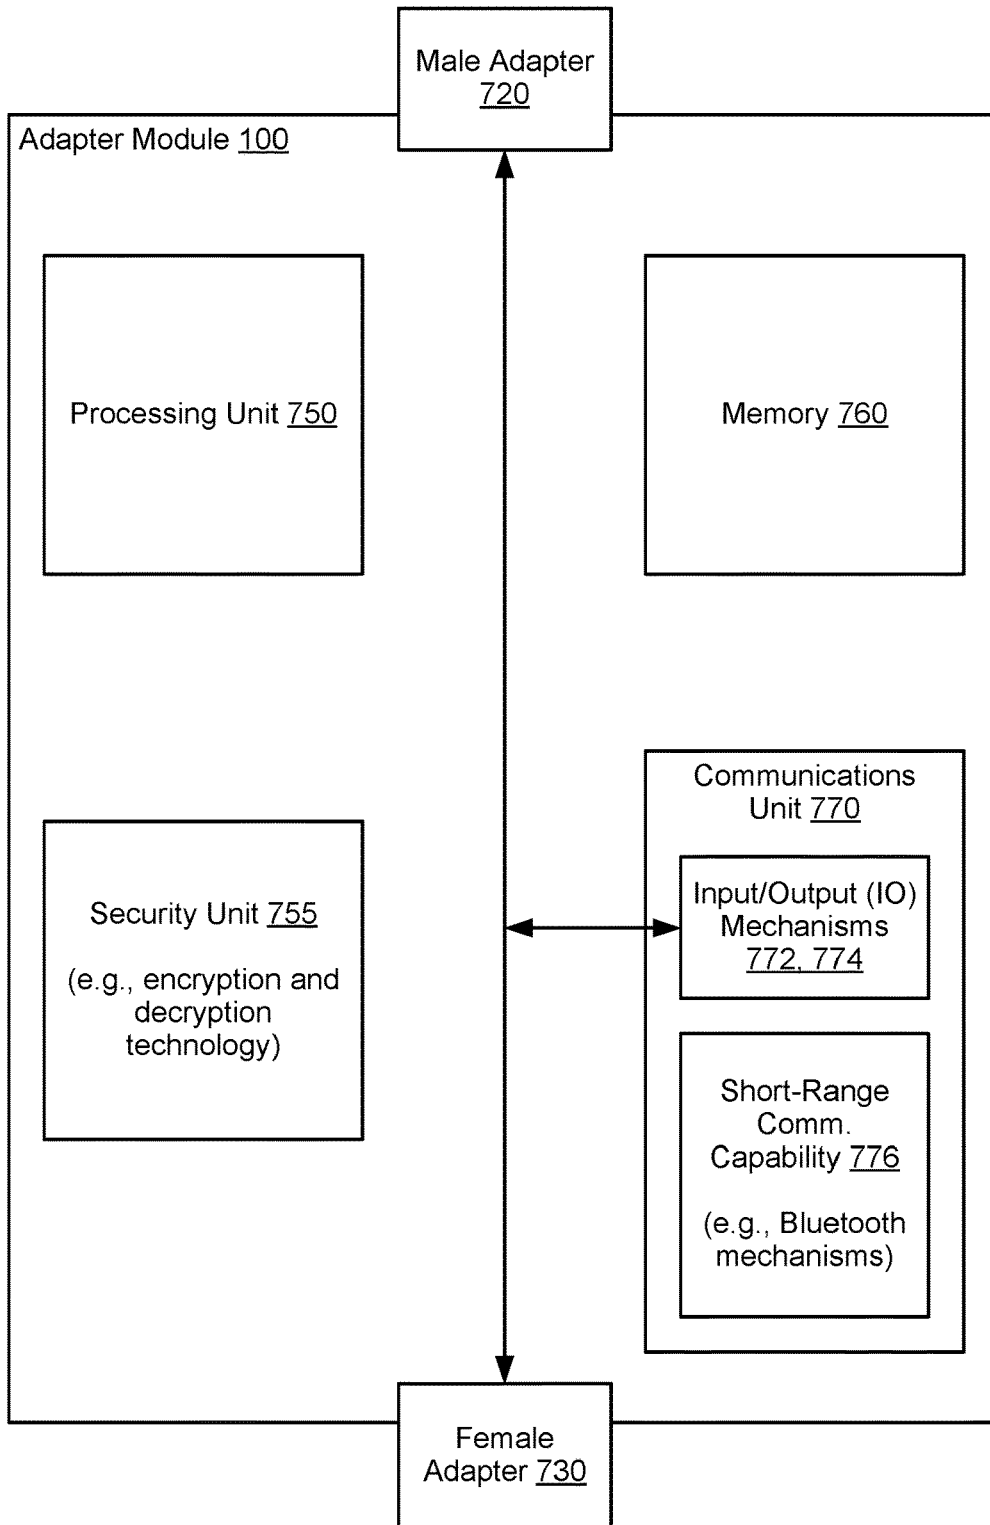 Male Adapter
720
Adapter Module 100
Processing Unit 750
Memory 760
Communications
Unit 770
Security Unit 755
(e.g., encryption and
decryption
technology)
Input/Output (IO)
Mechanisms
772, 774
Short-Range
Comm.
Capability 776
(e.g., Bluetooth
mechanisms)
Female
Adapter 730